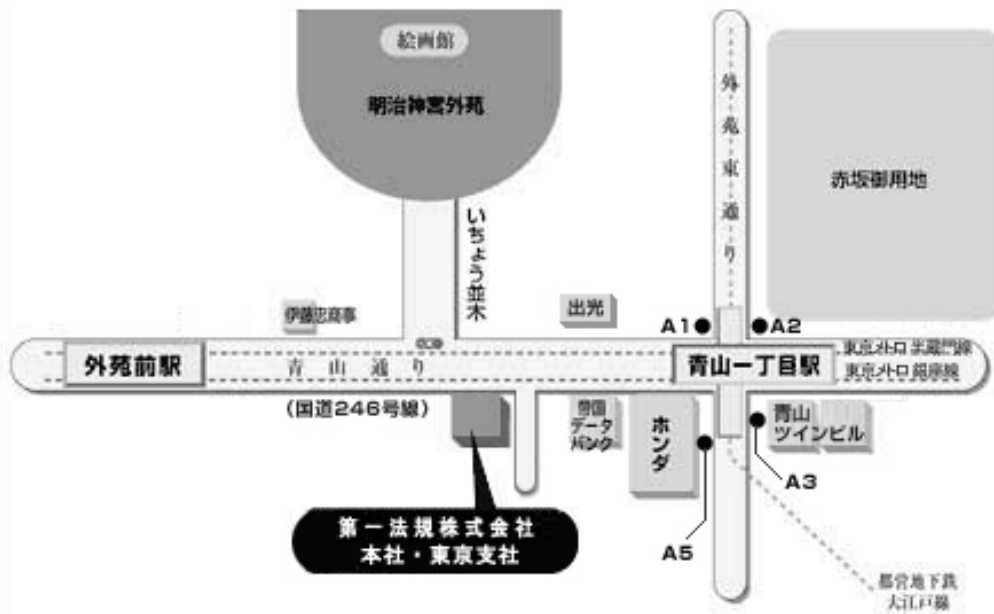 絵画館
明治神宮外苑
外苑東通り
赤坂御用地
いちょう並木
伊藤忠商事
出光
A1
A2
外苑前駅
青山通り
青山一丁目駅
東京メトロ 半蔵門線
東京メトロ 銀座線
(国道246号線)
帝国
データ
バンク
ホンダ
青山
ツインビル
A3
A5
第一法規株式会社
本社・東京支社
都営地下鉄
大江戸線